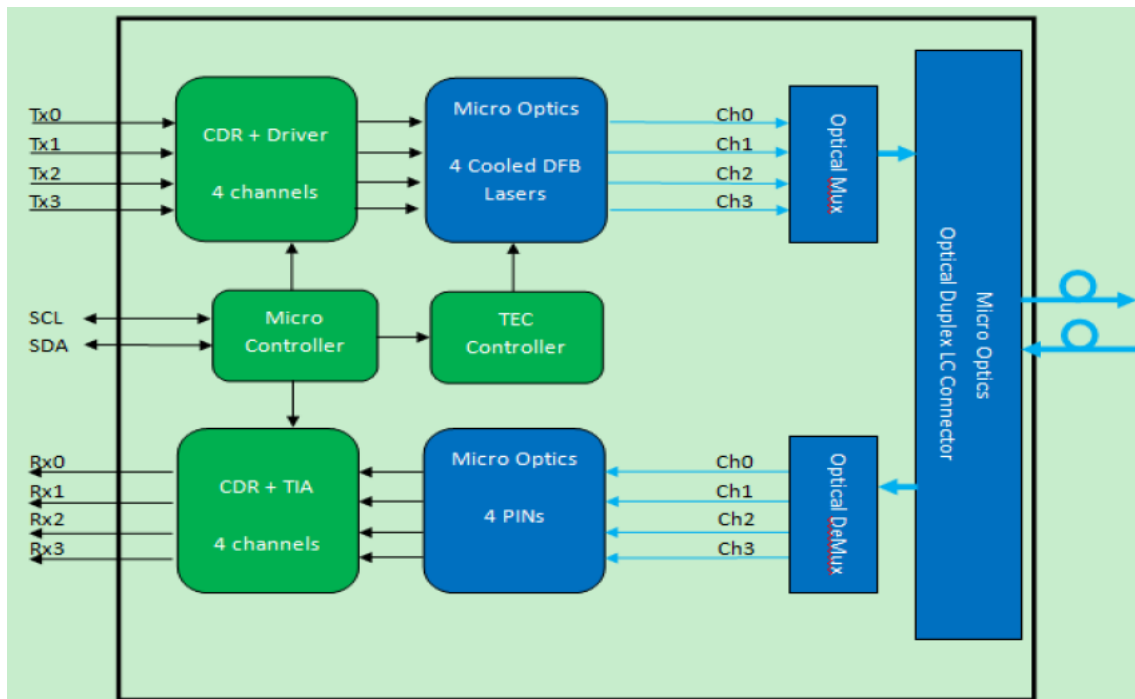 Tx0
Tx1
Tx2
Tx3
CDR + Driver
4 channels
Micro Optics
4 Cooled DFB
Lasers
Ch0
Ch1
Ch2
Ch3
Optical Mux
SCL
SDA
Micro
Controller
TEC
Controller
Micro Optics
Optical Duplex LC Connector
Rx0
Rx1
Rx2
Rx3
CDR + TIA
4 channels
Micro Optics
4 PINs
Ch0
Ch1
Ch2
Ch3
Optical DeMux